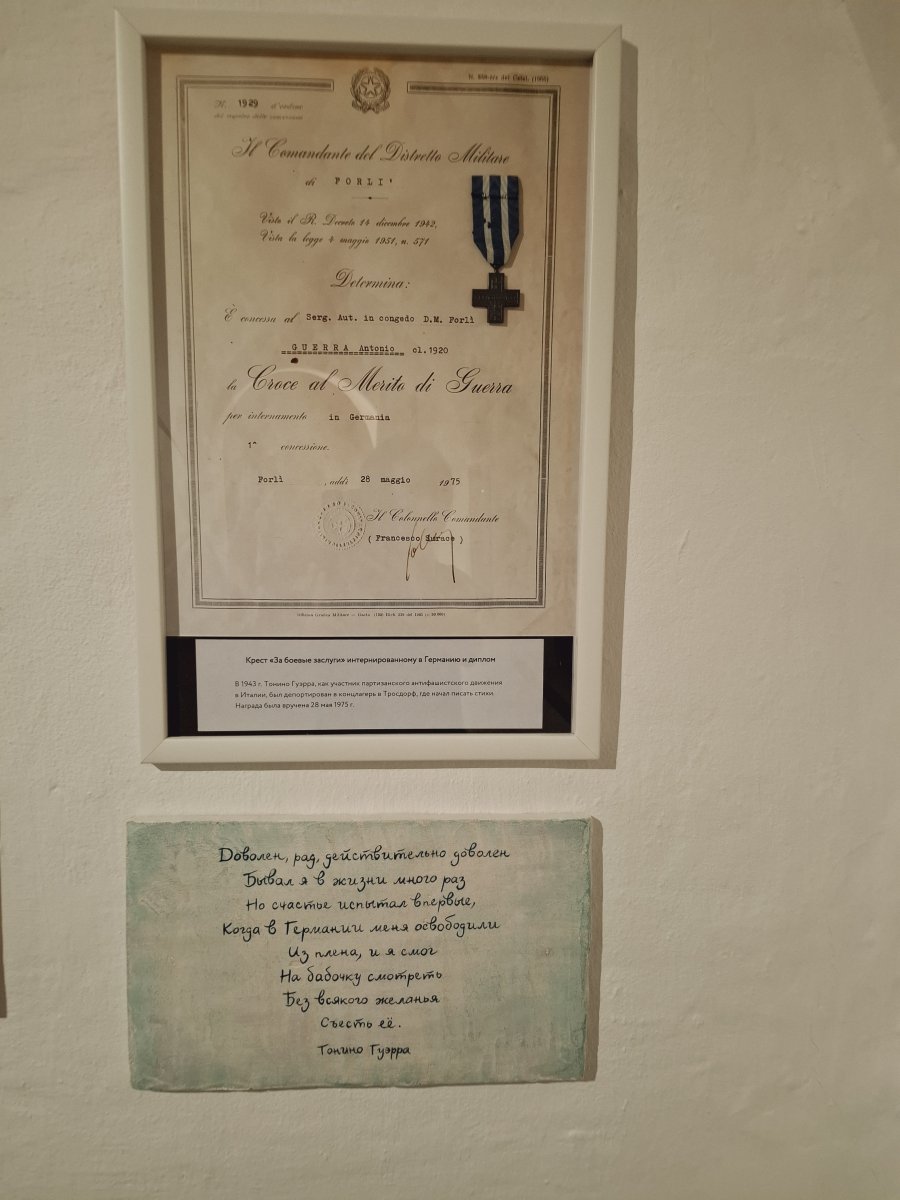 N. 1929 d'ordine
del registro delle concessioni
Il Comandante del Distretto Militare
di FORLI'
Visto il R. Decreto 14 dicembre 1942,
Vista la legge 4 maggio 1951, n. 571
Determina:
È concessa al Serg. Aut. in congedo D.M. Forlì
GUERRA Antonio cl.1920
la Croce al Merito di Guerra
per internamento in Germania
1^ concessione.
Forlì , addì 28 maggio 1975
Il Colonnello Comandante
( Francesco Surace )
Крест «За боевые заслуги» интернированному в Германию и диплом
В 1943 г. Тонино Гуэрра, как участник партизанского антифашистского движения
в Италии, был депортирован в концлагерь в Тросдорф, где начал писать стихи.
Награда была вручена 28 мая 1975 г.
Доволен, рад, действительно доволен
Бывал я в жизни много раз
Но счастье испытал впервые,
Когда в Германии меня освободили
Из плена, и я смог
На бабочку смотреть
Без всякого желанья
Съесть её.
Тонино Гуэрра